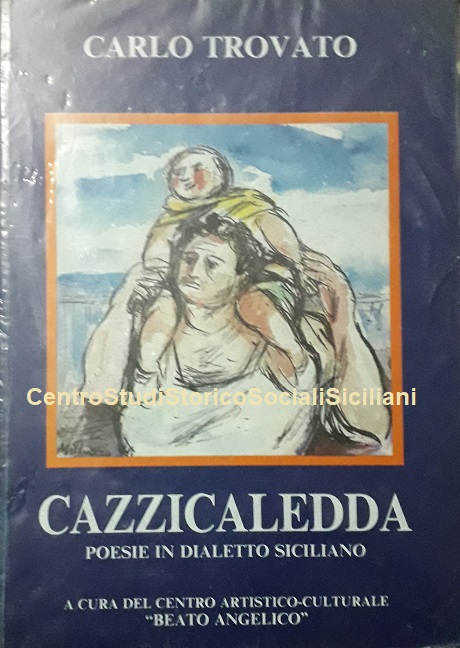 CARLO TROVATO
CentroStudiStoricoSocialiSiciliani
CAZZICALEDDA
POESIE IN DIALETTO SICILIANO
A CURA DEL CENTRO ARTISTICO-CULTURALE
“BEATO ANGELICO”